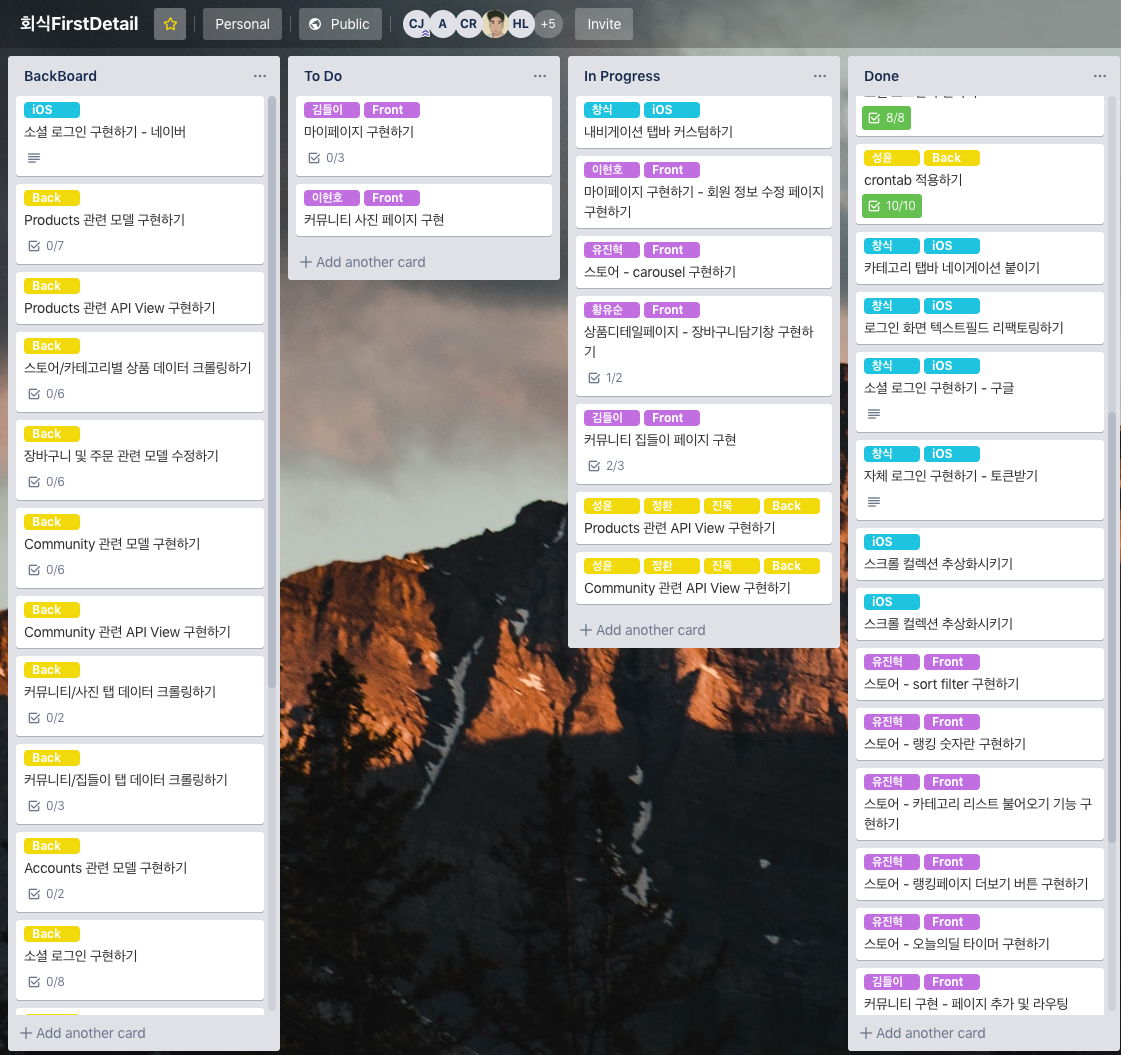 회식FirstDetail
Personal
Public
CJ
A
CR
HL
+5
Invite
BackBoard
iOS
소셜 로그인 구현하기 - 네이버
Back
Products 관련 모델 구현하기
0/7
Back
Products 관련 API View 구현하기
Back
스토어/카테고리별 상품 데이터 크롤링하기
0/6
Back
장바구니 및 주문 관련 모델 수정하기
0/6
Back
Community 관련 모델 구현하기
0/6
Back
Community 관련 API View 구현하기
Back
커뮤니티/사진 탭 데이터 크롤링하기
0/2
Back
커뮤니티/집들이 탭 데이터 크롤링하기
0/3
Back
Accounts 관련 모델 구현하기
0/2
Back
소셜 로그인 구현하기
0/8
Add another card
To Do
김들이 Front
마이페이지 구현하기
0/3
이현호 Front
커뮤니티 사진 페이지 구현
Add another card
In Progress
창식 iOS
내비게이션 탭바 커스텀하기
이현호 Front
마이페이지 구현하기 - 회원 정보 수정 페이지
구현하기
유진혁 Front
스토어 - carousel 구현하기
황유순 Front
상품디테일페이지 - 장바구니담기창 구현하
기
1/2
김들이 Front
커뮤니티 집들이 페이지 구현
2/3
성윤 정환 진욱 Back
Products 관련 API View 구현하기
성윤 정환 진욱 Back
Community 관련 API View 구현하기
Add another card
Done
8/8
성윤 Back
crontab 적용하기
10/10
창식 iOS
카테고리 탭바 네이게이션 붙이기
창식 iOS
로그인 화면 텍스트필드 리팩토링하기
창식 iOS
소셜 로그인 구현하기 - 구글
창식 iOS
자체 로그인 구현하기 - 토큰받기
iOS
스크롤 컬렉션 추상화시키기
iOS
스크롤 컬렉션 추상화시키기
유진혁 Front
스토어 - sort filter 구현하기
유진혁 Front
스토어 - 랭킹 숫자란 구현하기
유진혁 Front
스토어 - 카테고리 리스트 불어오기 기능 구
현하기
유진혁 Front
스토어 - 랭킹페이지 더보기 버튼 구현하기
유진혁 Front
스토어 - 오늘의딜 타이머 구현하기
김들이 Front
커뮤니티 구현 - 페이지 추가 및 라우팅
Add another card